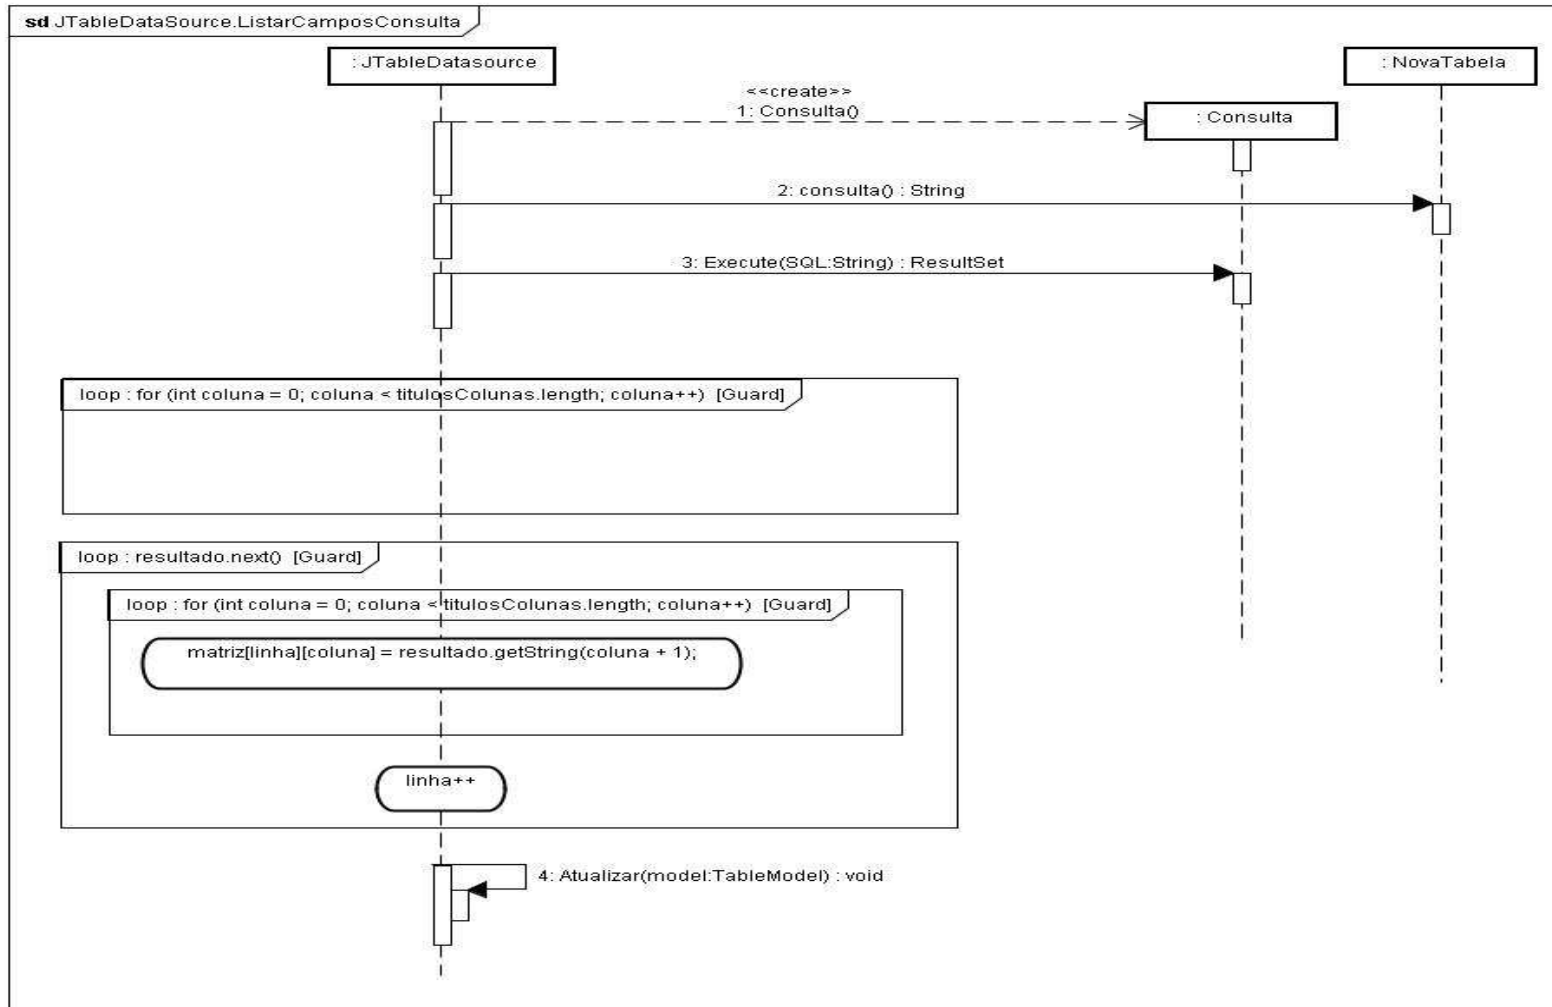 sd JTableDataSource.ListarCamposConsulta
: JTableDatasource
: NovaTabela
<<create>>
1: Consulta()
: Consulta
2: consulta() : String
3: Execute(SQL:String) : ResultSet
loop : for (int coluna = 0; coluna < titulosColunas.length; coluna++) [Guard]
loop : resultado.next() [Guard]
loop : for (int coluna = 0; coluna < titulosColunas.length; coluna++) [Guard]
matriz[linha][coluna] = resultado.getString(coluna + 1);
linha++
4: Atualizar(model:TableModel) : void